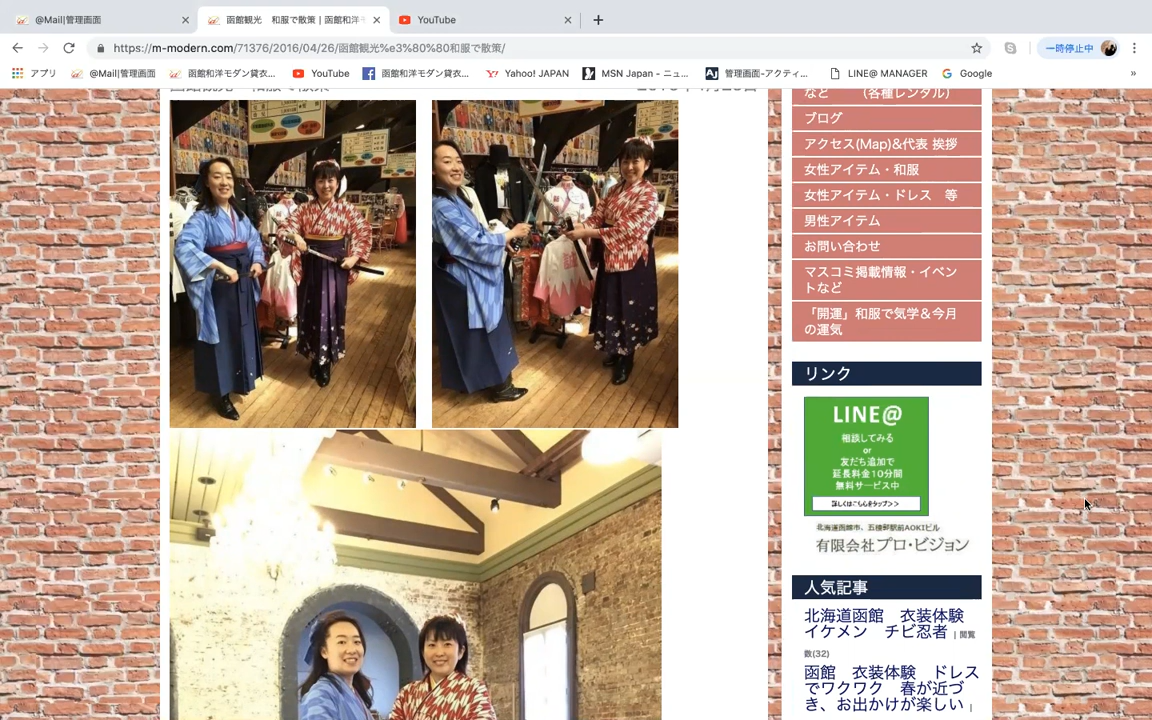 @Mail|管理画面
函館観光　和服で散策 | 函館和洋モ
YouTube
https://m-modern.com/71376/2016/04/26/函館観光%e3%80%80和服で散策/
一時停止中
アプリ
@Mail|管理画面
函館和洋モダン貸衣...
YouTube
函館和洋モダン貸衣...
Yahoo! JAPAN
MSN Japan - ニュ...
管理画面-アクティ...
LINE@ MANAGER
Google
»
など　　（各種レンタル）
ブログ
アクセス(Map)&代表 挨拶
女性アイテム・和服
女性アイテム・ドレス　等
男性アイテム
お問い合わせ
マスコミ掲載情報・イベン
トなど
「開運」和服で気学＆今月
の運気
リンク
LINE@
相談してみる
or
友だち追加で
延長料金10分間
無料サービス中
詳しくはこちらをタップ>>
北海道函館市、五稜郭駅前AOKIビル
有限会社プロ・ビジョン
人気記事
北海道函館　衣装体験
イケメン　チビ忍者 | 閲覧
数(32)
函館　衣装体験　ドレス
でワクワク　春が近づ
き、お出かけが楽しい |